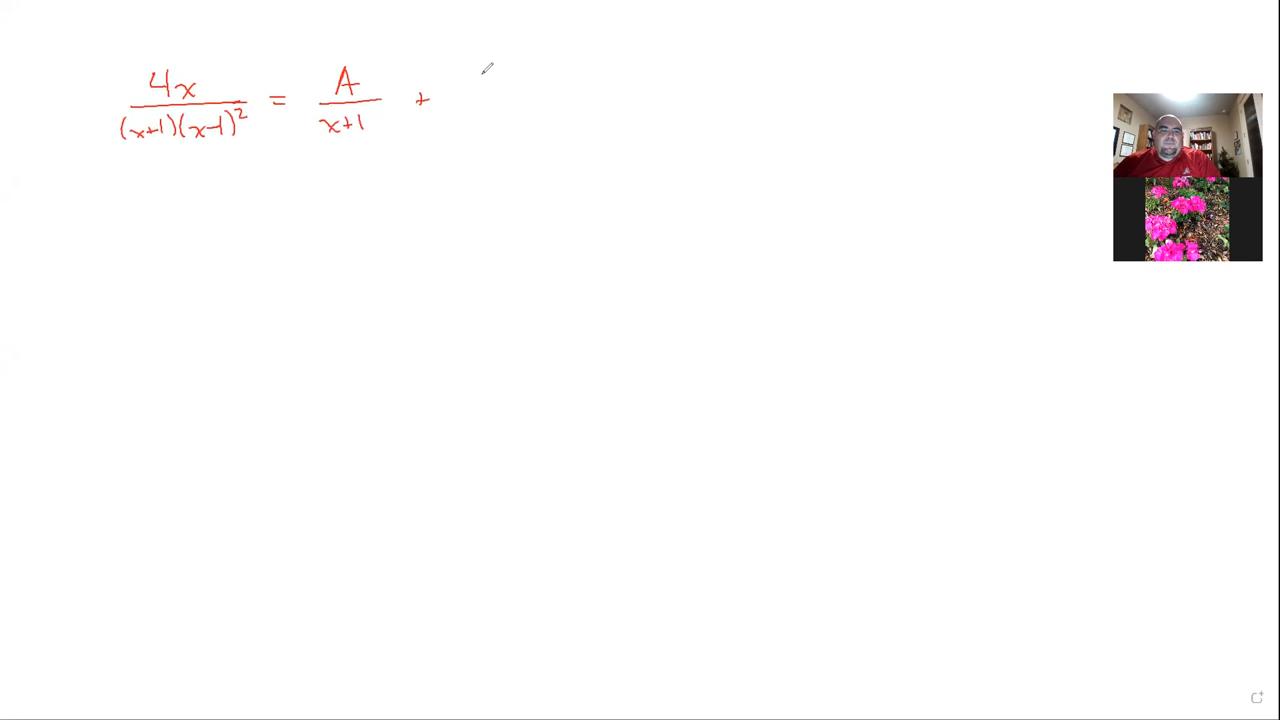 4x/((x+1)(x-1)²) = A/(x+1) +